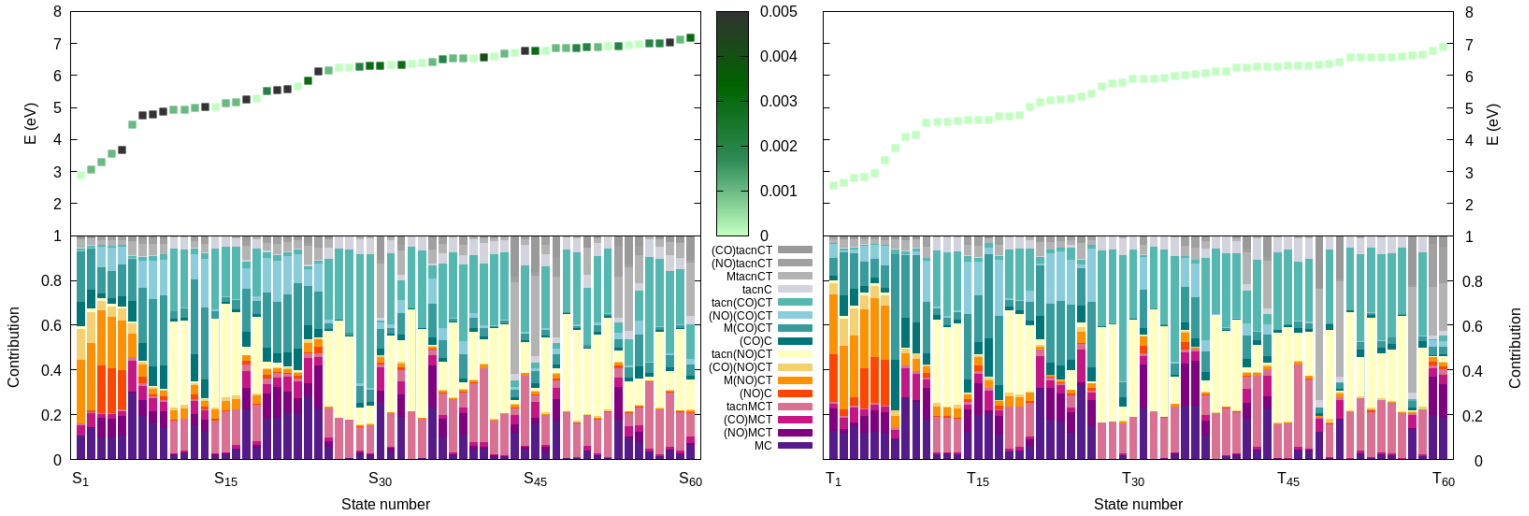 8
7
6
5
4
3
2
E (eV)
0.005
0.004
0.003
0.002
0.001
0
8
7
6
5
4
3
2
E (eV)
1
0.8
0.6
0.4
0.2
0
Contribution
S1
S15
S30
S45
S60
State number
(CO)tacnCT
(NO)tacnCT
MtacnCT
tacnC
tacn(CO)CT
(NO)(CO)CT
M(CO)CT
(CO)C
tacn(NO)CT
(CO)(NO)CT
M(NO)CT
(NO)C
tacnMCT
(CO)MCT
(NO)MCT
MC
1
0.8
0.6
0.4
0.2
0
Contribution
T1
T15
T30
T45
T60
State number